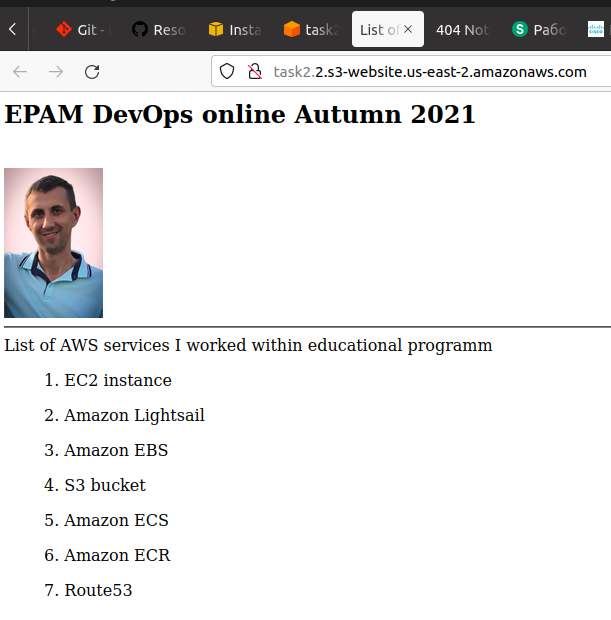 Git -
Reso
Insta
task2
List of
404 Not
S
Рабо
task2.2.s3-website.us-east-2.amazonaws.com
EPAM DevOps online Autumn 2021
List of AWS services I worked within educational programm
1. EC2 instance
2. Amazon Lightsail
3. Amazon EBS
4. S3 bucket
5. Amazon ECS
6. Amazon ECR
7. Route53